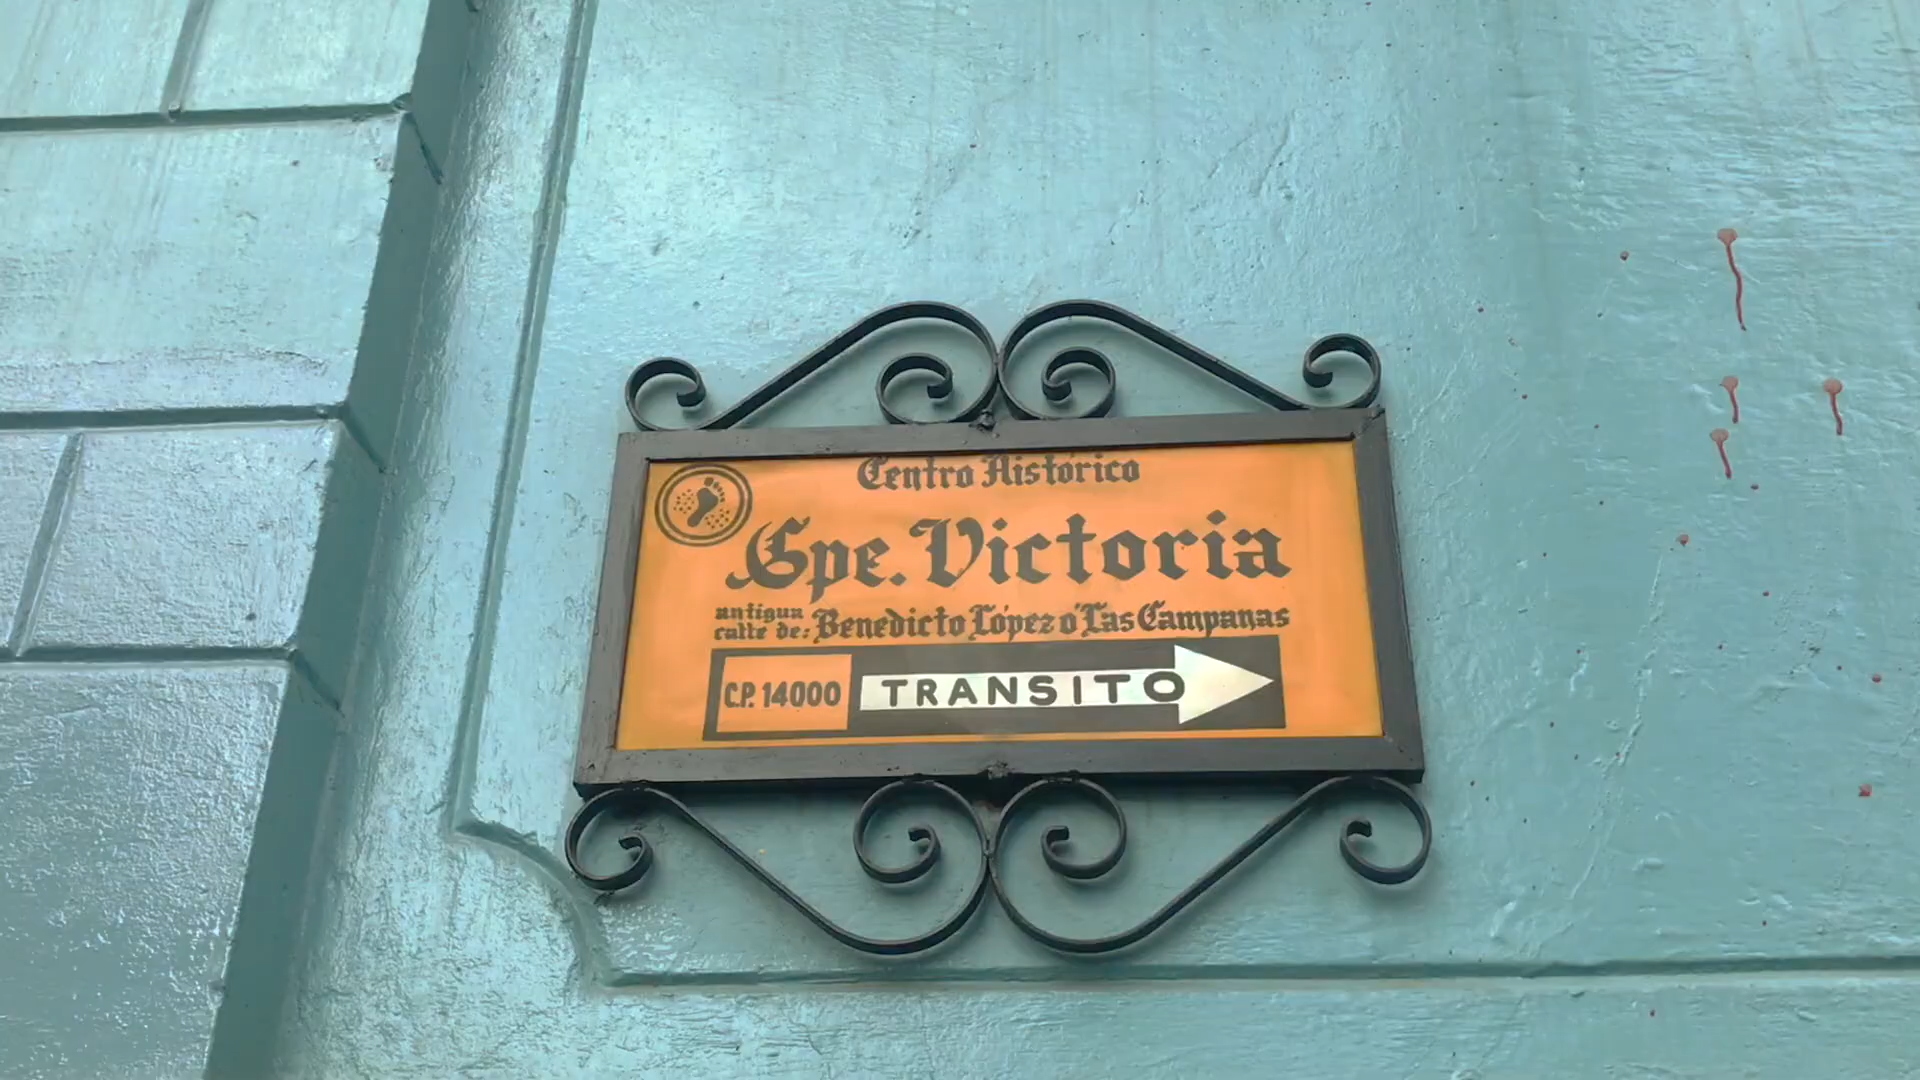 Centro Histórico
Gpe. Victoria
antigua calle de: Benedicto López ó Las Campanas
C.P. 14000 TRANSITO